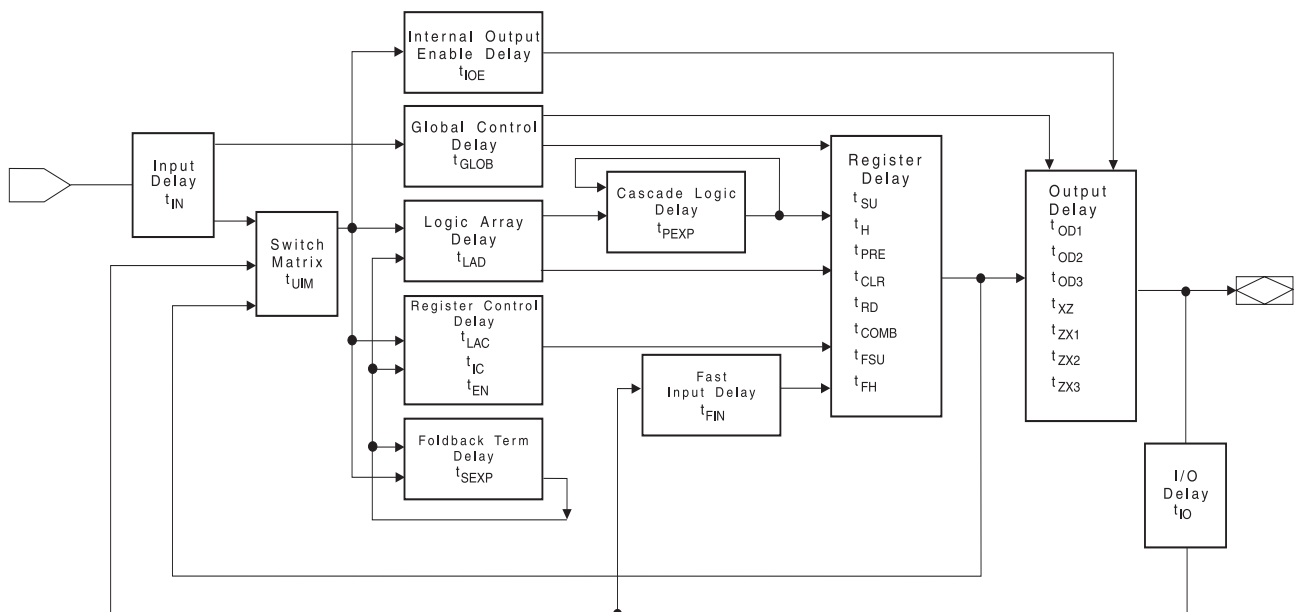 Internal Output
Enable Delay
tIOE
Global Control
Delay
tGLOB
Input
Delay
tIN
Switch
Matrix
tUIM
Logic Array
Delay
tLAD
Cascade Logic
Delay
tPEXP
Register Control
Delay
tLAC
tIC
tEN
Foldback Term
Delay
tSEXP
Fast
Input Delay
tFIN
Register
Delay
tSU
tH
tPRE
tCLR
tRD
tCOMB
tFSU
tFH
Output
Delay
tOD1
tOD2
tOD3
tXZ
tZX1
tZX2
tZX3
I/O
Delay
tIO